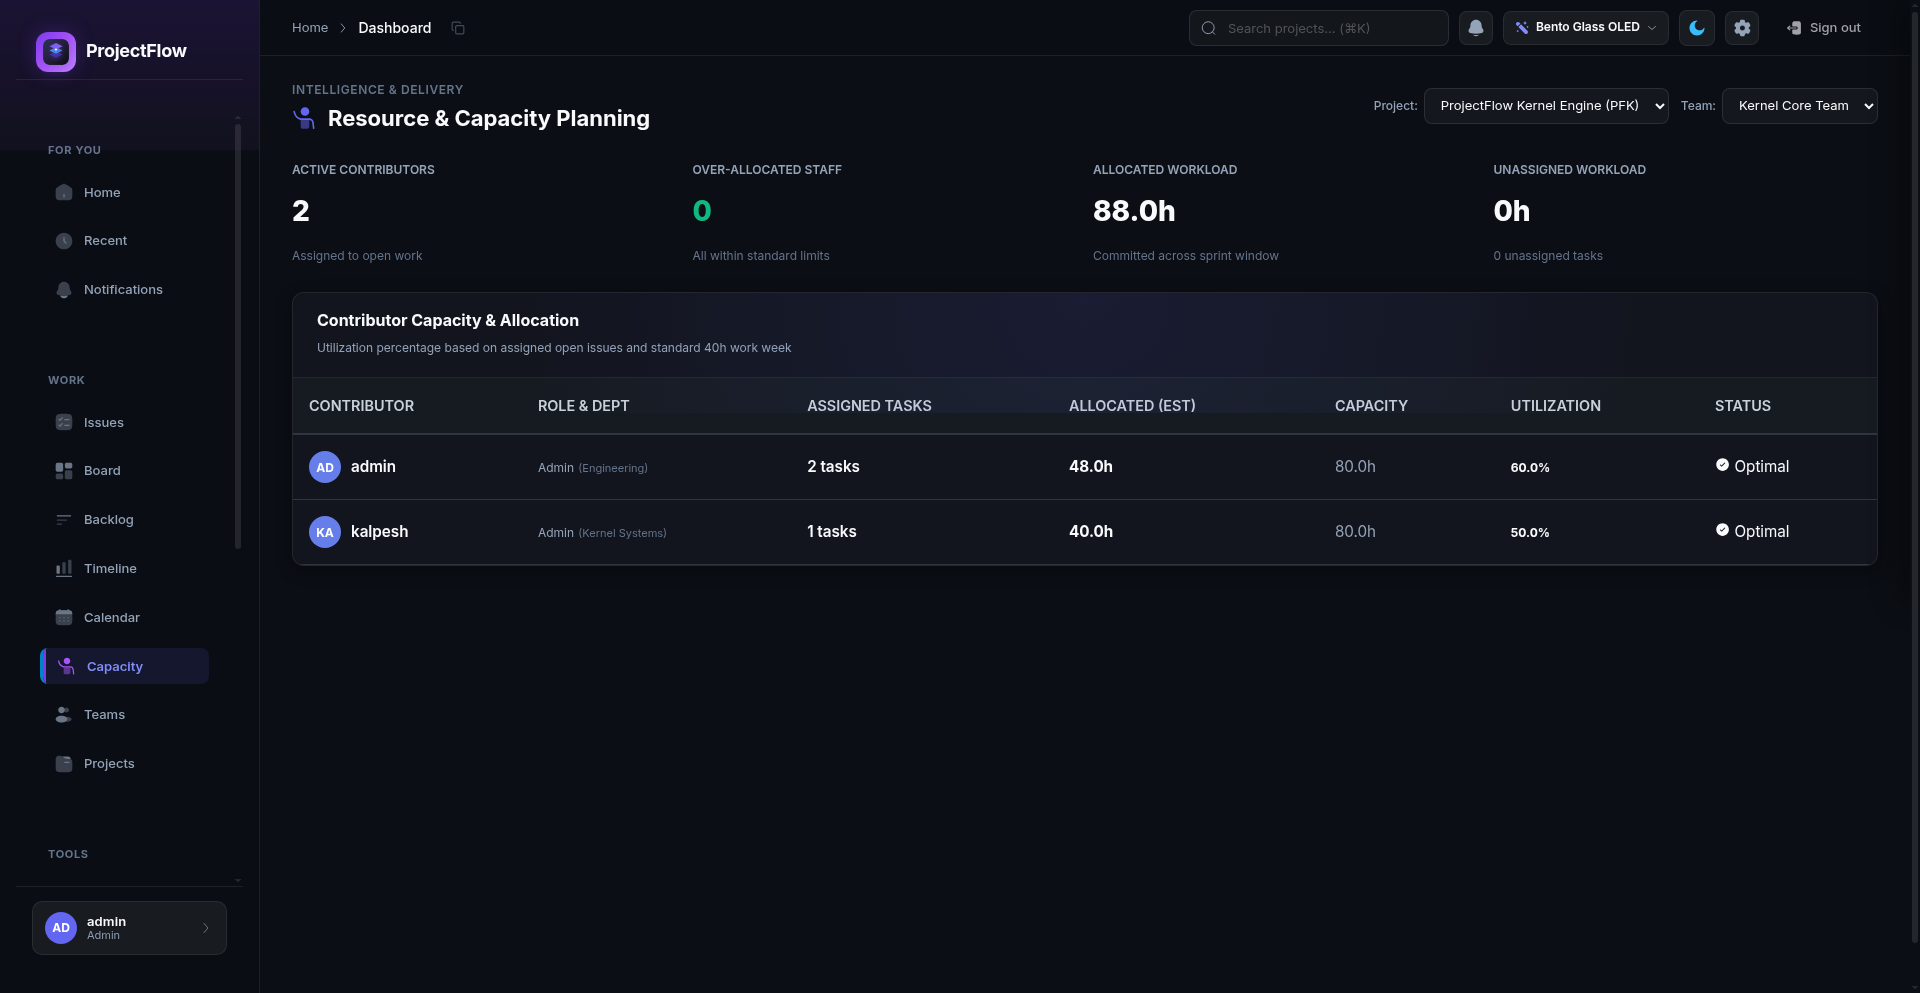 ProjectFlow
FOR YOU
Home
Recent
Notifications
WORK
Issues
Board
Backlog
Timeline
Calendar
Capacity
Teams
Projects
TOOLS
AD
admin
Admin
Home
Dashboard
Search projects... (⌘K)
Bento Glass OLED
Sign out
INTELLIGENCE & DELIVERY
Resource & Capacity Planning
Project: ProjectFlow Kernel Engine (PFK) Team: Kernel Core Team
ACTIVE CONTRIBUTORS
2
Assigned to open work
OVER-ALLOCATED STAFF
0
All within standard limits
ALLOCATED WORKLOAD
88.0h
Committed across sprint window
UNASSIGNED WORKLOAD
0h
0 unassigned tasks
Contributor Capacity & Allocation
Utilization percentage based on assigned open issues and standard 40h work week
CONTRIBUTOR ROLE & DEPT ASSIGNED TASKS ALLOCATED (EST) CAPACITY UTILIZATION STATUS
AD admin Admin (Engineering) 2 tasks 48.0h 80.0h 60.0% Optimal
KA kalpesh Admin (Kernel Systems) 1 tasks 40.0h 80.0h 50.0% Optimal